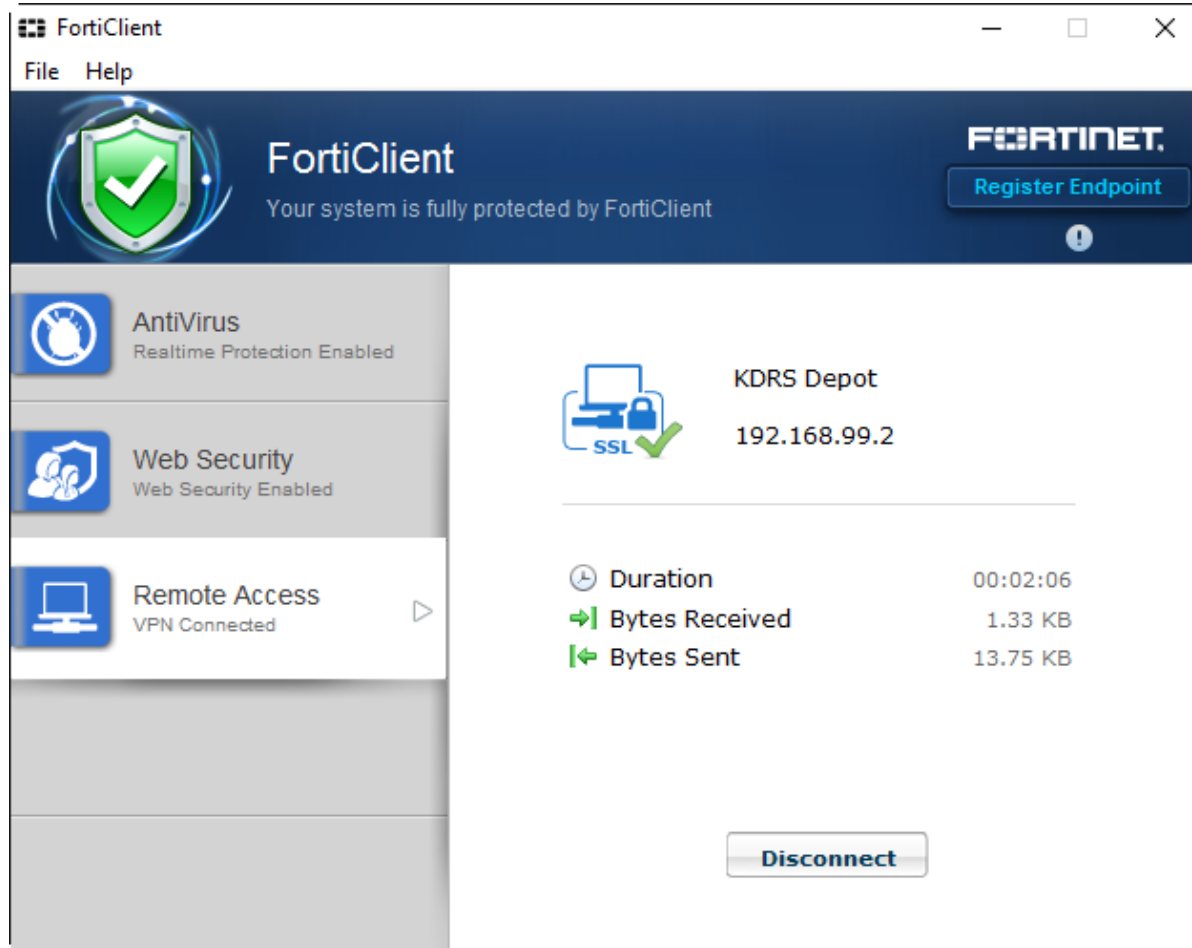 FortiClient
File Help
FortiClient
Your system is fully protected by FortiClient
FORTINET
Register Endpoint
AntiVirus
Realtime Protection Enabled
Web Security
Web Security Enabled
Remote Access
VPN Connected
SSL
KDRS Depot
192.168.99.2
Duration 00:02:06
Bytes Received 1.33 KB
Bytes Sent 13.75 KB
Disconnect